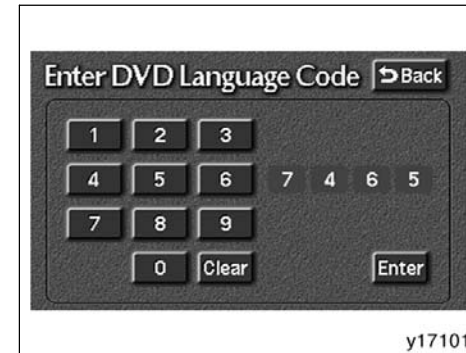 Enter DVD Language Code Back
1 2 3
4 5 6 7 4 6 5
7 8 9
0 Clear Enter
y17101